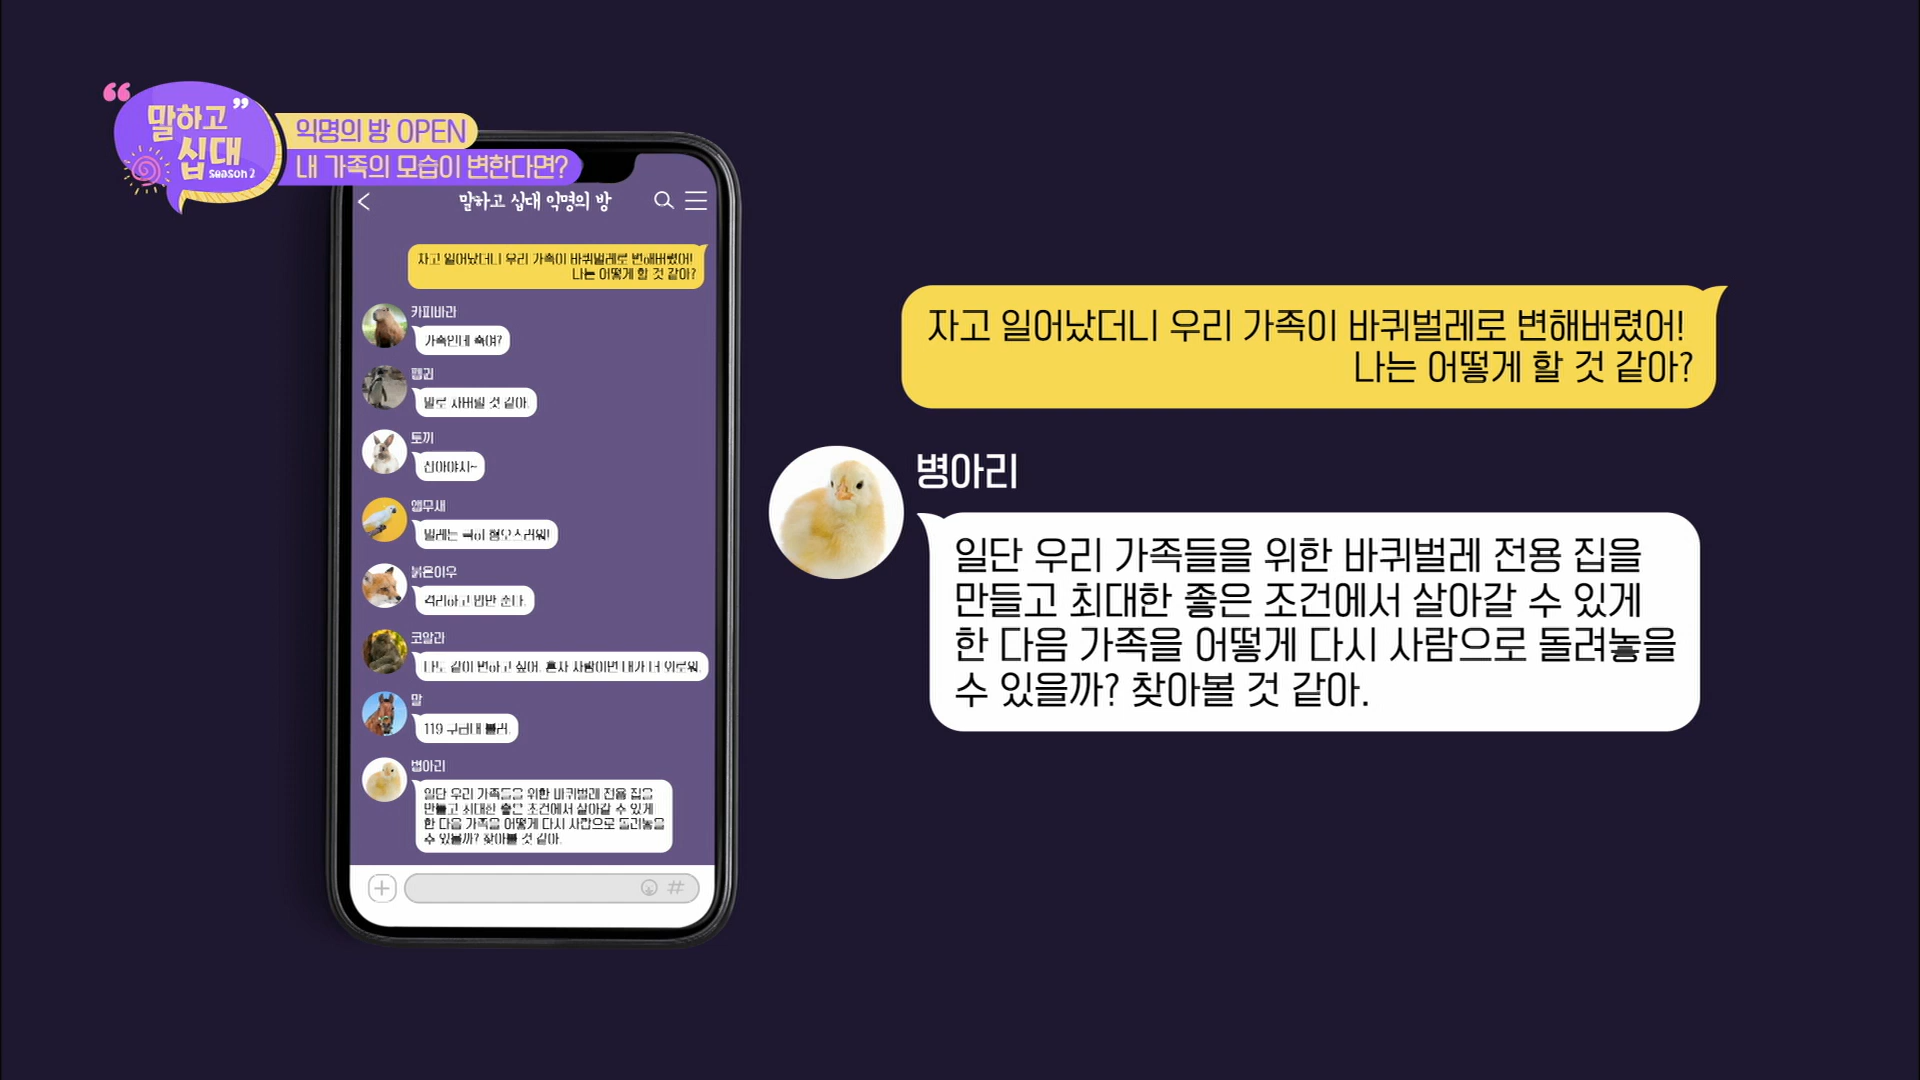 말하고
십대
season 2
익명의 방 OPEN
내 가족의 모습이 변한다면?
말하고 십대 익명의 방
자고 일어났더니 우리 가족이 바퀴벌레로 변해버렸어!
나는 어떻게 할 것 같아?
카피바라
가족인데 죽여?
펭귄
발로 차버릴 것 같아.
토끼
잡아야지~
앵무새
벌레는 극히 혐오스러워!
붉은여우
격리하고 밥만 준다.
코알라
나도 같이 변하고 싶어. 혼자 사람이면 내가 더 외로워.
말
119 구급대 불러.
병아리
일단 우리 가족들을 위한 바퀴벌레 전용 집을
만들고 최대한 좋은 조건에서 살아갈 수 있게
한 다음 가족을 어떻게 다시 사람으로 돌려놓을
수 있을까? 찾아볼 것 같아.
#
자고 일어났더니 우리 가족이 바퀴벌레로 변해버렸어!
나는 어떻게 할 것 같아?
병아리
일단 우리 가족들을 위한 바퀴벌레 전용 집을
만들고 최대한 좋은 조건에서 살아갈 수 있게
한 다음 가족을 어떻게 다시 사람으로 돌려놓을
수 있을까? 찾아볼 것 같아.